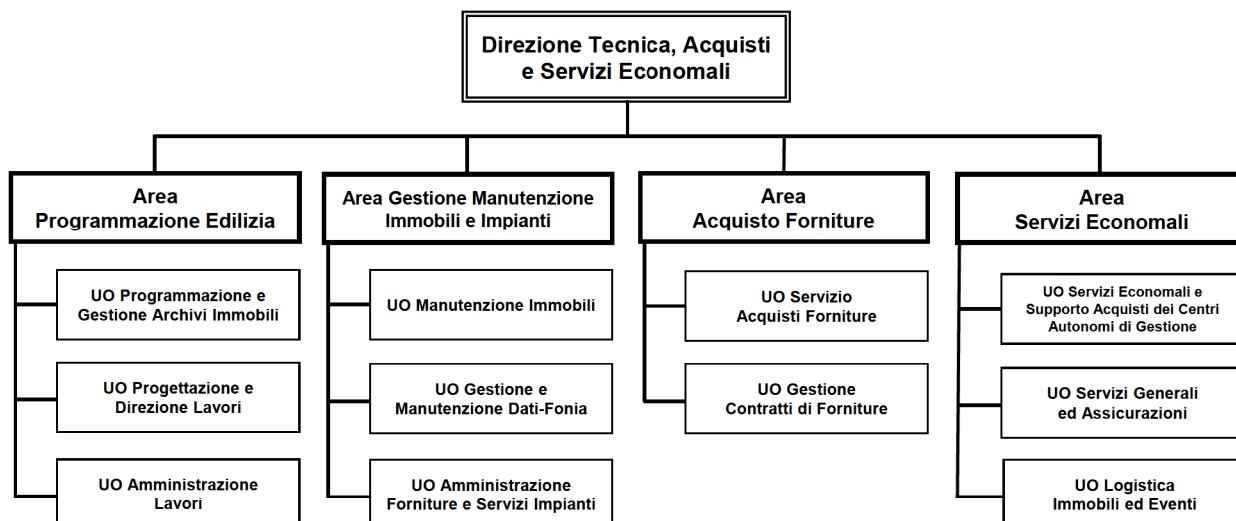 Direzione Tecnica, Acquisti
e Servizi Economali
Area
Programmazione Edilizia
Area Gestione Manutenzione
Immobili e Impianti
Area
Acquisto Forniture
Area
Servizi Economali
UO Programmazione e
Gestione Archivi Immobili
UO Manutenzione Immobili
UO Servizio
Acquisti Forniture
UO Servizi Economali e
Supporto Acquisti dei Centri
Autonomi di Gestione
UO Progettazione e
Direzione Lavori
UO Gestione e
Manutenzione Dati-Fonia
UO Gestione
Contratti di Forniture
UO Servizi Generali
ed Assicurazioni
UO Amministrazione
Lavori
UO Amministrazione
Forniture e Servizi Impianti
UO Logistica
Immobili ed Eventi